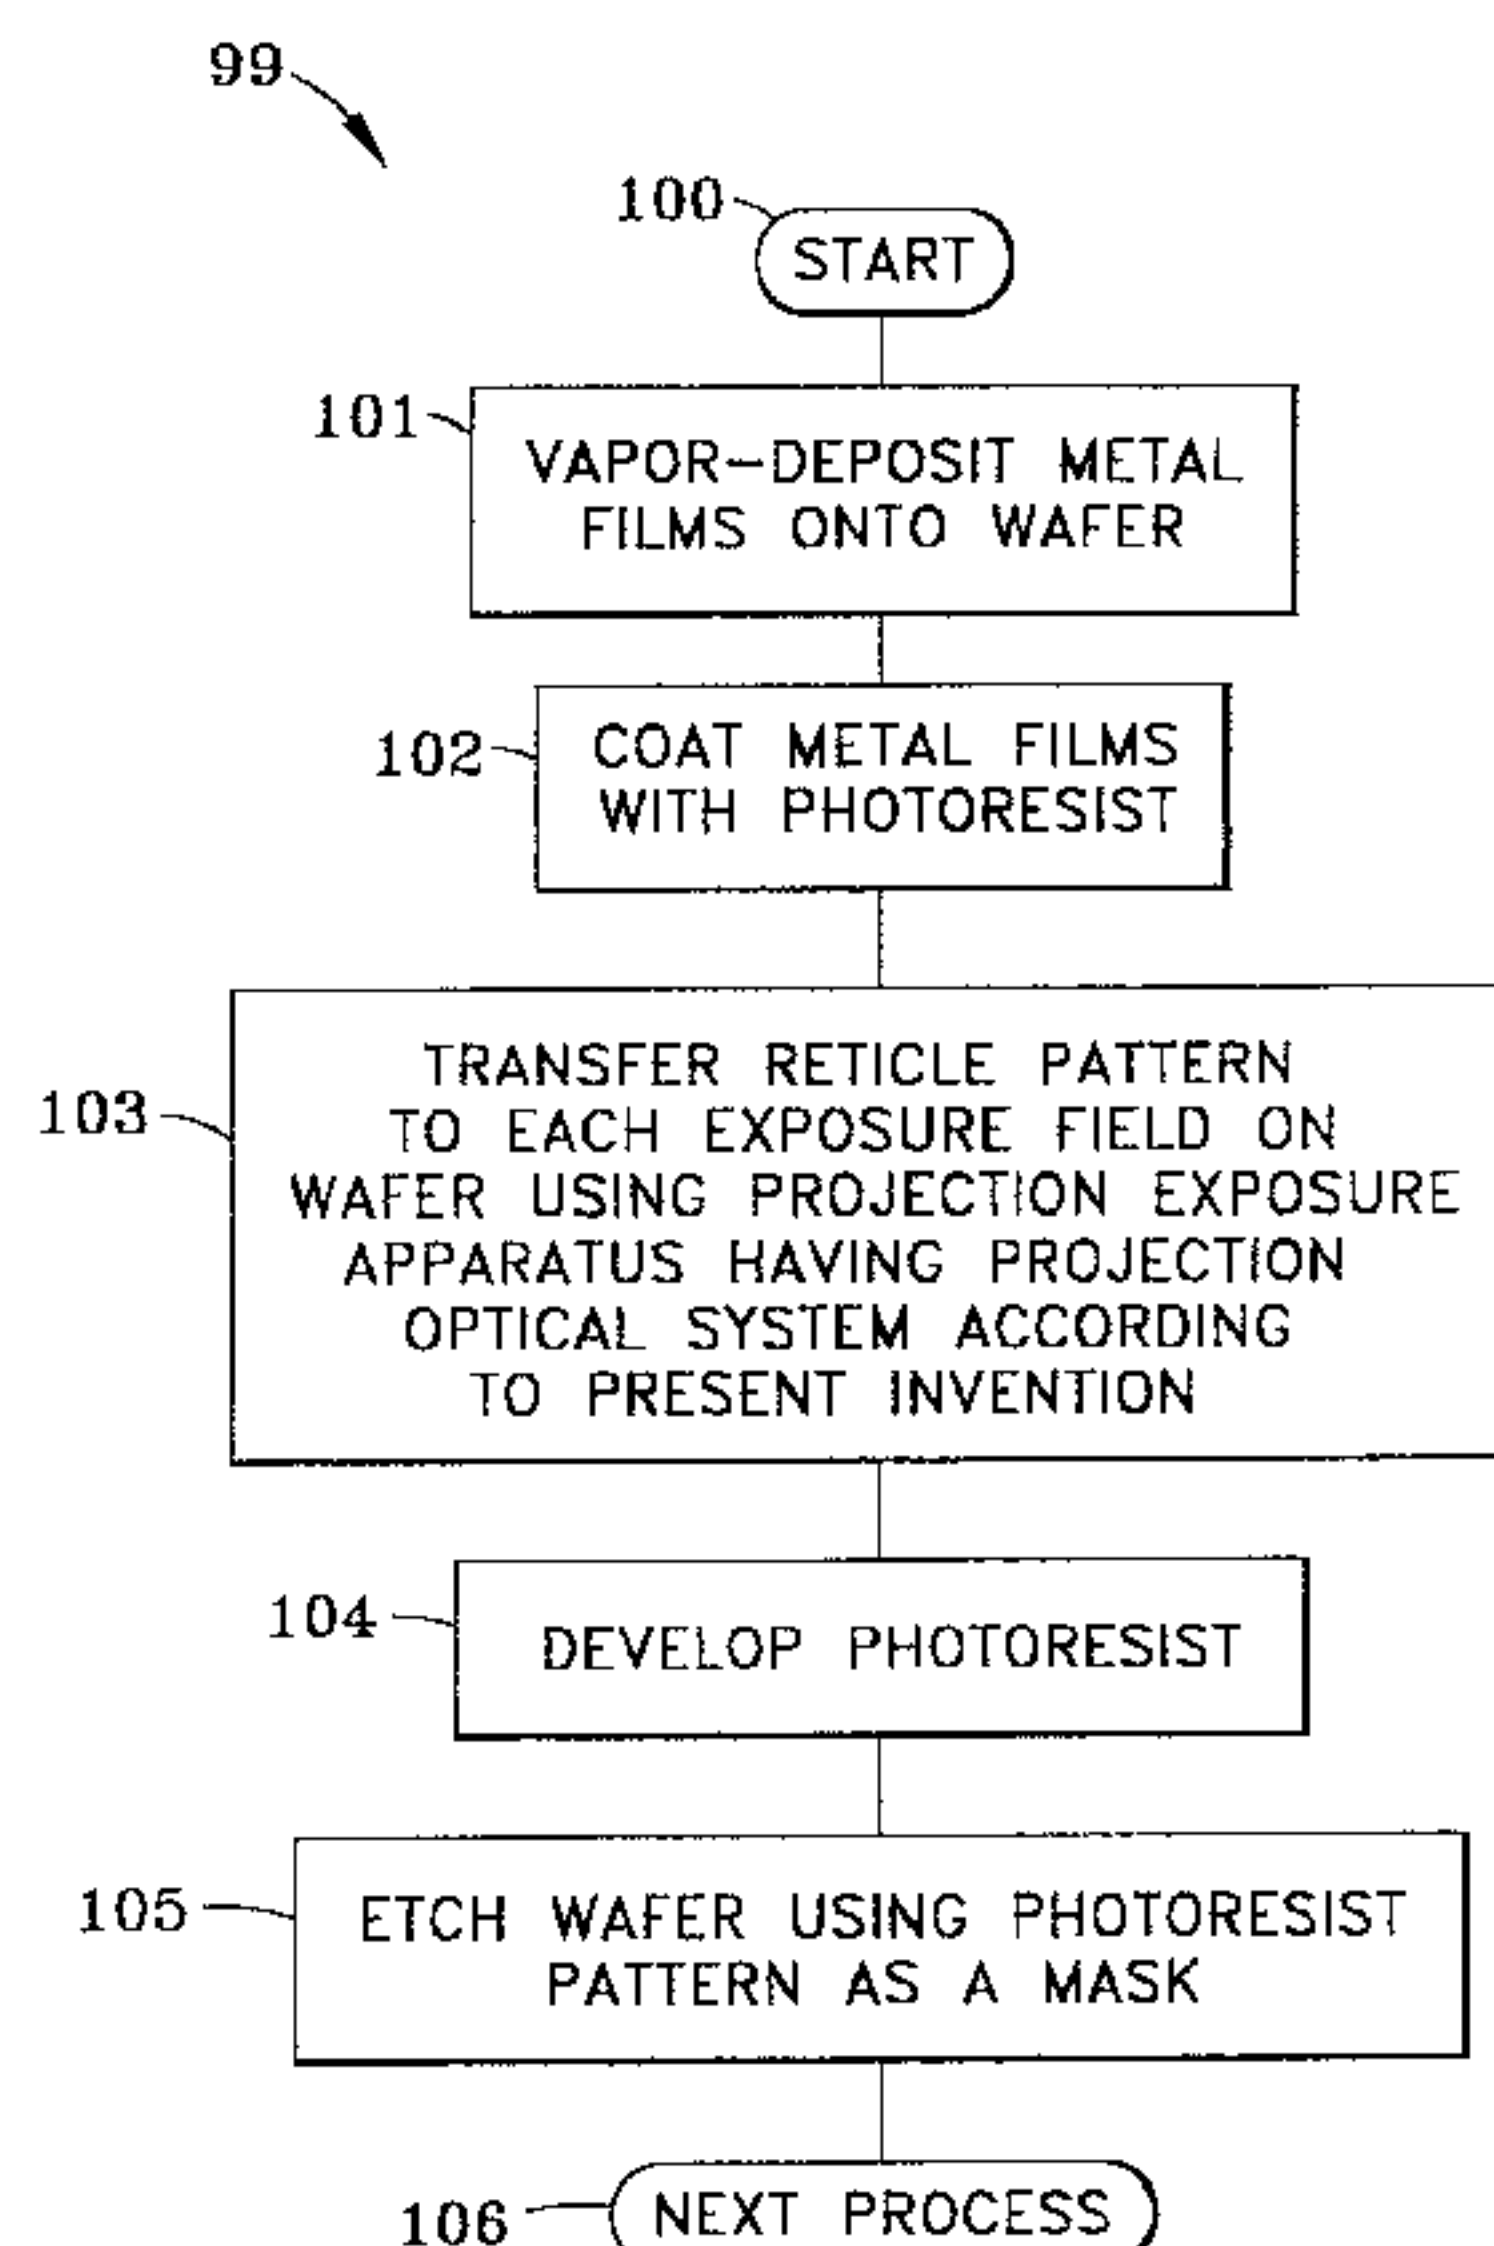 99
100
START
101
VAPOR-DEPOSIT METAL
FILMS ONTO WAFER
102
COAT METAL FILMS
WITH PHOTORESIST
103
TRANSFER RETICLE PATTERN
TO EACH EXPOSURE FIELD ON
WAFER USING PROJECTION EXPOSURE
APPARATUS HAVING PROJECTION
OPTICAL SYSTEM ACCORDING
TO PRESENT INVENTION
104
DEVELOP PHOTORESIST
105
ETCH WAFER USING PHOTORESIST
PATTERN AS A MASK
106
NEXT PROCESS